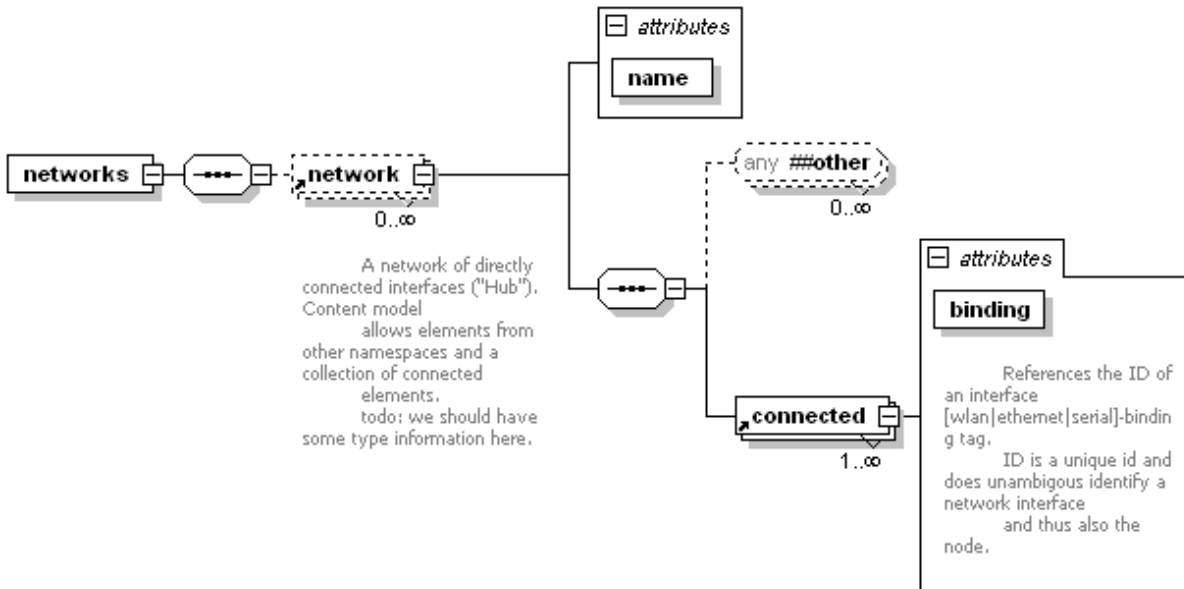 attributes
name
networks
network
0..∞
any ##other
0..∞
A network of directly
connected interfaces ("Hub").
Content model
allows elements from
other namespaces and a
collection of connected
elements.
todo: we should have
some type information here.
attributes
binding
connected
1..∞
References the ID of
an interface
[wlan|ethernet|serial]-bindin
g tag.
ID is a unique id and
does unambigous identify a
network interface
and thus also the
node.